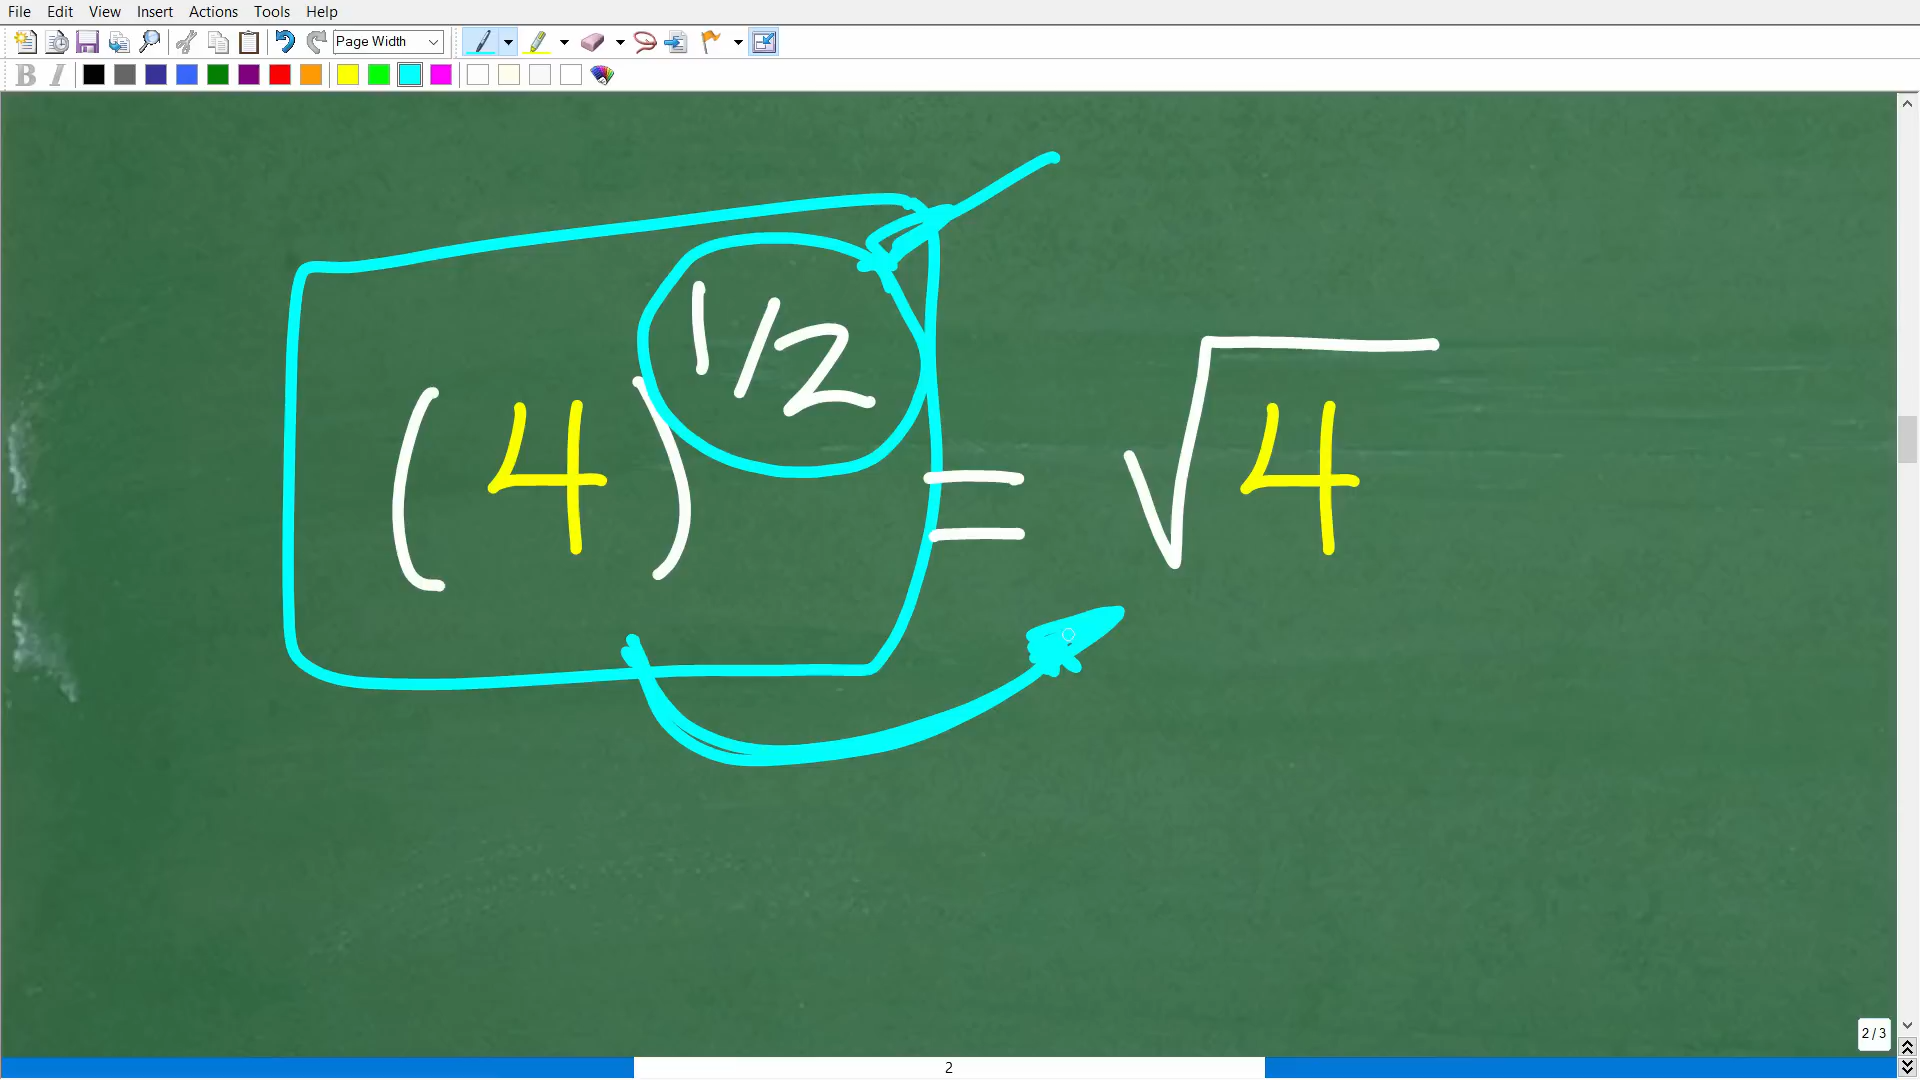 File Edit View Insert Actions Tools Help
Page Width
B I
(4)^1/2 = √4
2 / 3
2